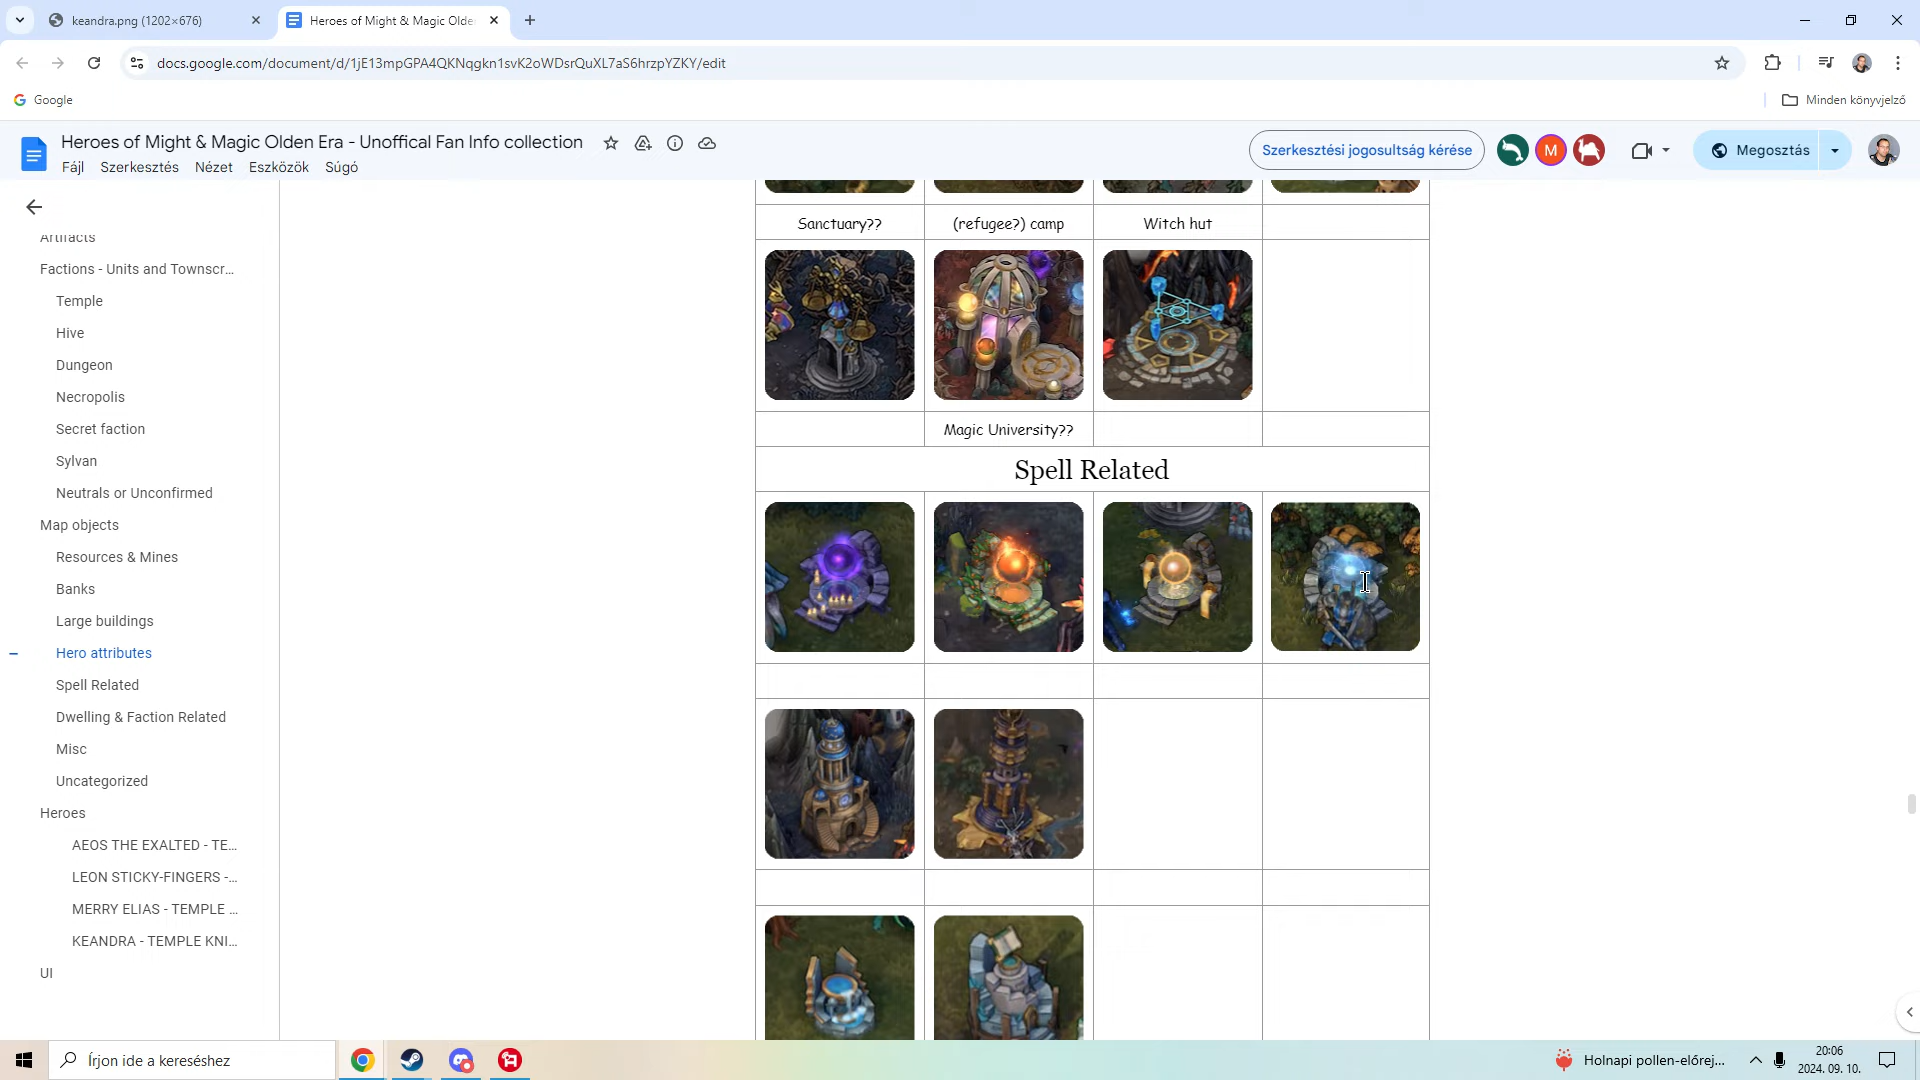 keandra.png (1202×676)
Heroes of Might & Magic Olde
docs.google.com/document/d/1jE13mpGPA4QKNqgkn1svK2oWDsrQuXL7aS6hrzpYZKY/edit
Google
Minden könyvjelző
Heroes of Might & Magic Olden Era - Unoffical Fan Info collection
Fájl Szerkesztés Nézet Eszközök Súgó
Szerkesztési jogosultság kérése
M
Megosztás
Artifacts
Factions - Units and Townscr...
Temple
Hive
Dungeon
Necropolis
Secret faction
Sylvan
Neutrals or Unconfirmed
Map objects
Resources & Mines
Banks
Large buildings
Hero attributes
Spell Related
Dwelling & Faction Related
Misc
Uncategorized
Heroes
AEOS THE EXALTED - TE...
LEON STICKY-FINGERS -...
MERRY ELIAS - TEMPLE ...
KEANDRA - TEMPLE KNI...
UI
Sanctuary??
(refugee?) camp
Witch hut
Magic University??
Spell Related
Írjon ide a kereséshez
Holnapi pollen-előrej...
20:06
2024. 09. 10.